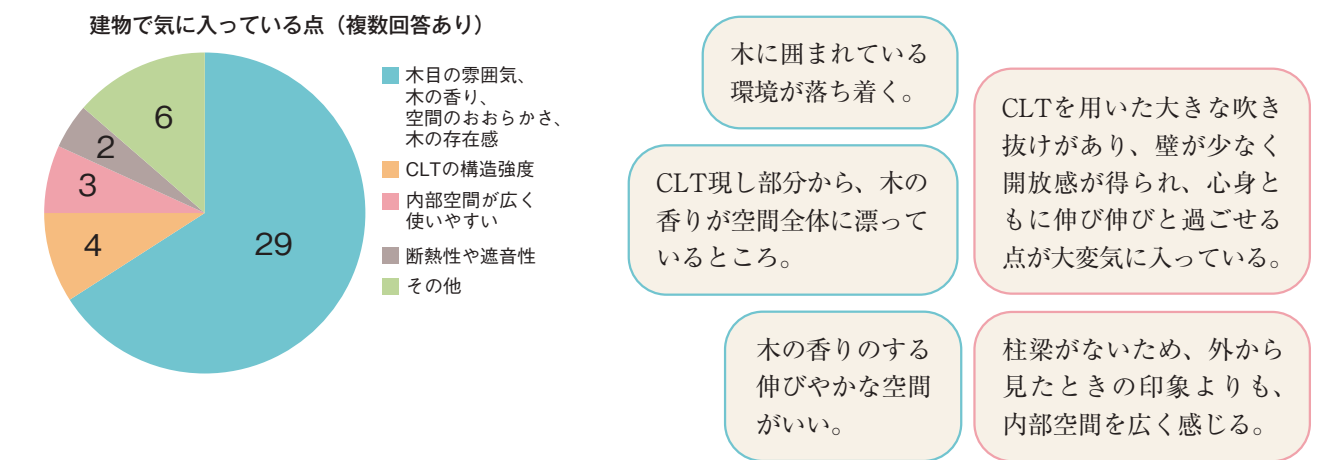 建物で気に入っている点（複数回答あり）
6
2
3
4
29
木目の雰囲気、
木の香り、
空間のおおらかさ、
木の存在感
CLTの構造強度
内部空間が広く
使いやすい
断熱性や遮音性
その他
木に囲まれている
環境が落ち着く。
CLT現し部分から、木の
香りが空間全体に漂って
いるところ。
木の香りのする
伸びやかな空間
がいい。
CLTを用いた大きな吹き
抜けがあり、壁が少なく
開放感が得られ、心身と
もに伸び伸びと過ごせる
点が大変気に入っている。
柱梁がないため、外から
見たときの印象よりも、
内部空間を広く感じる。